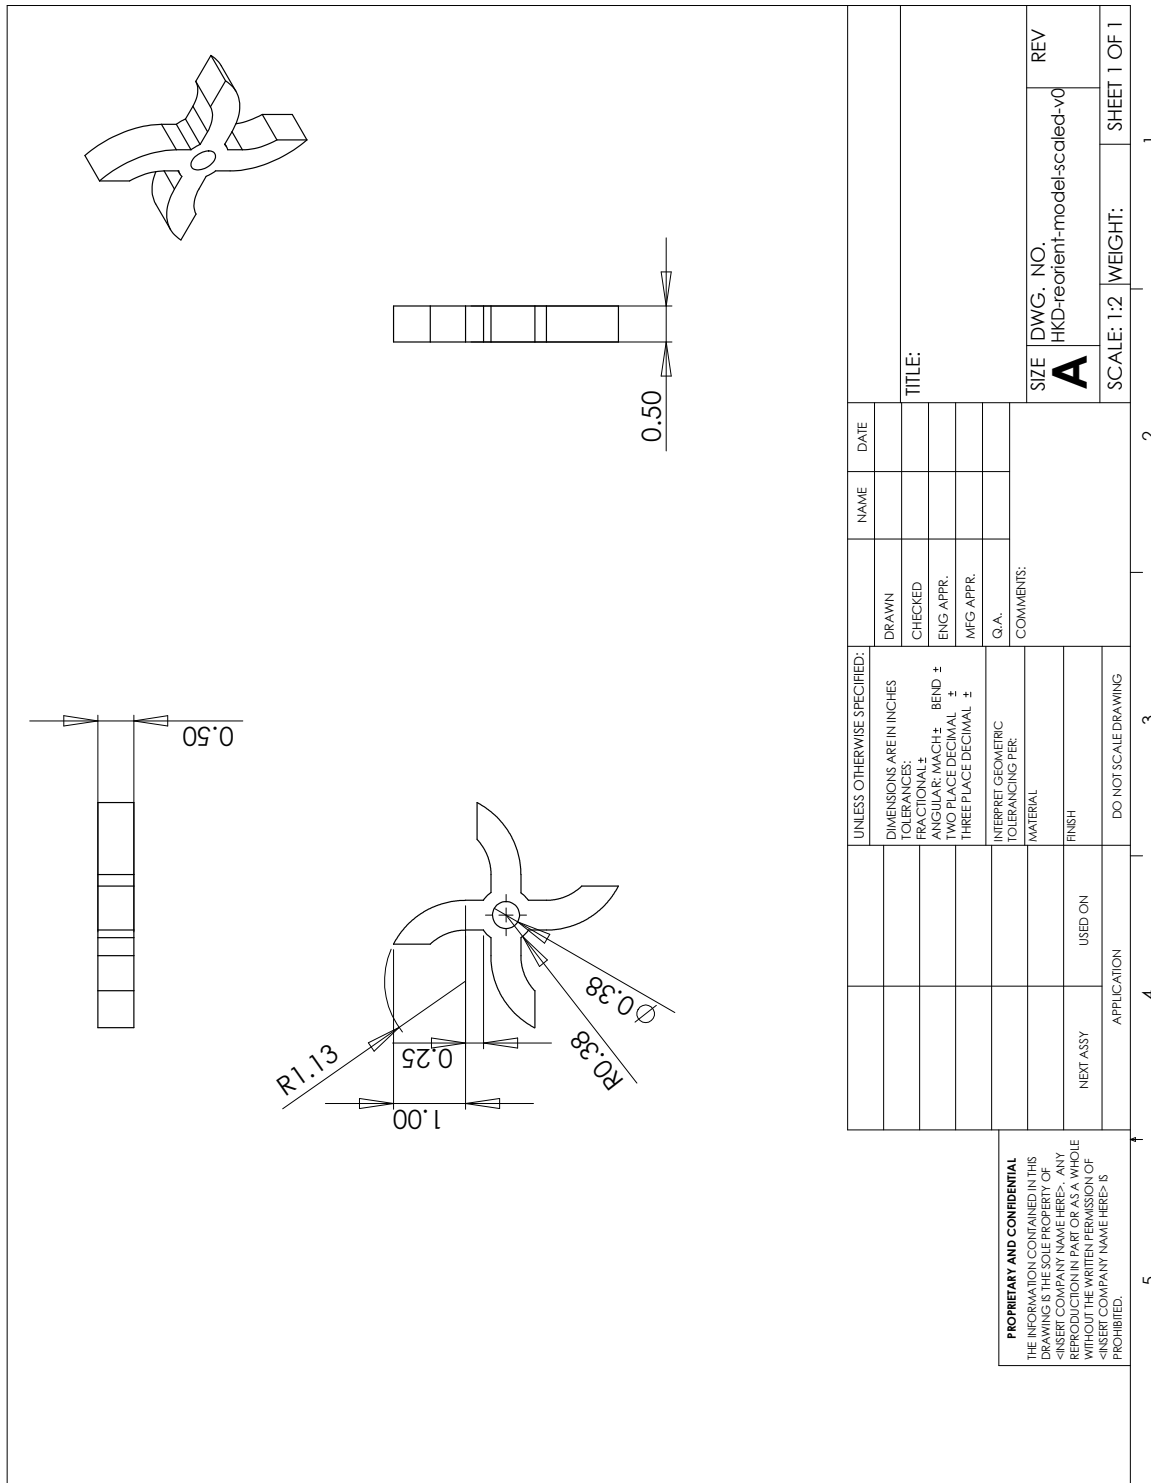 0.50
0.50
R1.13
1.00
0.25
R0.38
Ø 0.38
PROPRIETARY AND CONFIDENTIAL
THE INFORMATION CONTAINED IN THIS
DRAWING IS THE SOLE PROPERTY OF
<INSERT COMPANY NAME HERE>. ANY
REPRODUCTION IN PART OR AS A WHOLE
WITHOUT THE WRITTEN PERMISSION OF
<INSERT COMPANY NAME HERE> IS
PROHIBITED.
NEXT ASSY
USED ON
APPLICATION
UNLESS OTHERWISE SPECIFIED:
DIMENSIONS ARE IN INCHES
TOLERANCES:
FRACTIONAL ±
ANGULAR: MACH ± BEND ±
TWO PLACE DECIMAL ±
THREE PLACE DECIMAL ±
INTERPRET GEOMETRIC
TOLERANCING PER:
MATERIAL
FINISH
DO NOT SCALE DRAWING
NAME
DATE
DRAWN
CHECKED
ENG APPR.
MFG APPR.
Q.A.
COMMENTS:
TITLE:
SIZE
A
DWG. NO.
HKD-reorient-model-scaled-v0
REV
SCALE: 1:2
WEIGHT:
SHEET 1 OF 1
5
4
3
2
1